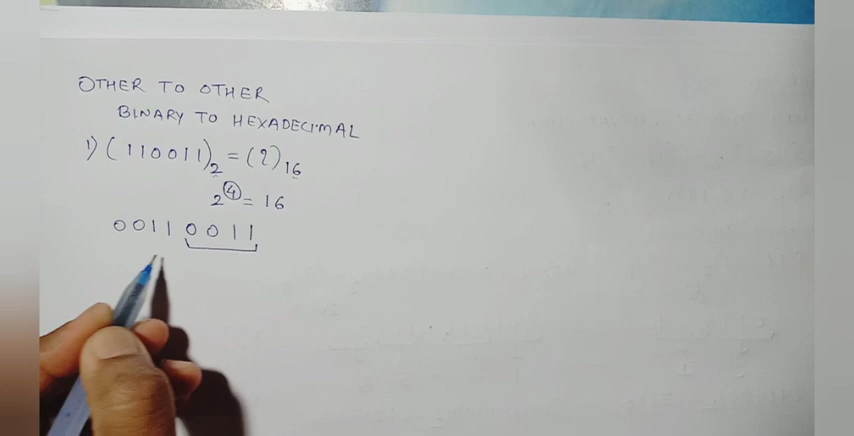 OTHER TO OTHER
BINARY TO HEXADECIMAL
1) (110011)2 = (?)16
2④ = 16
0011 0011